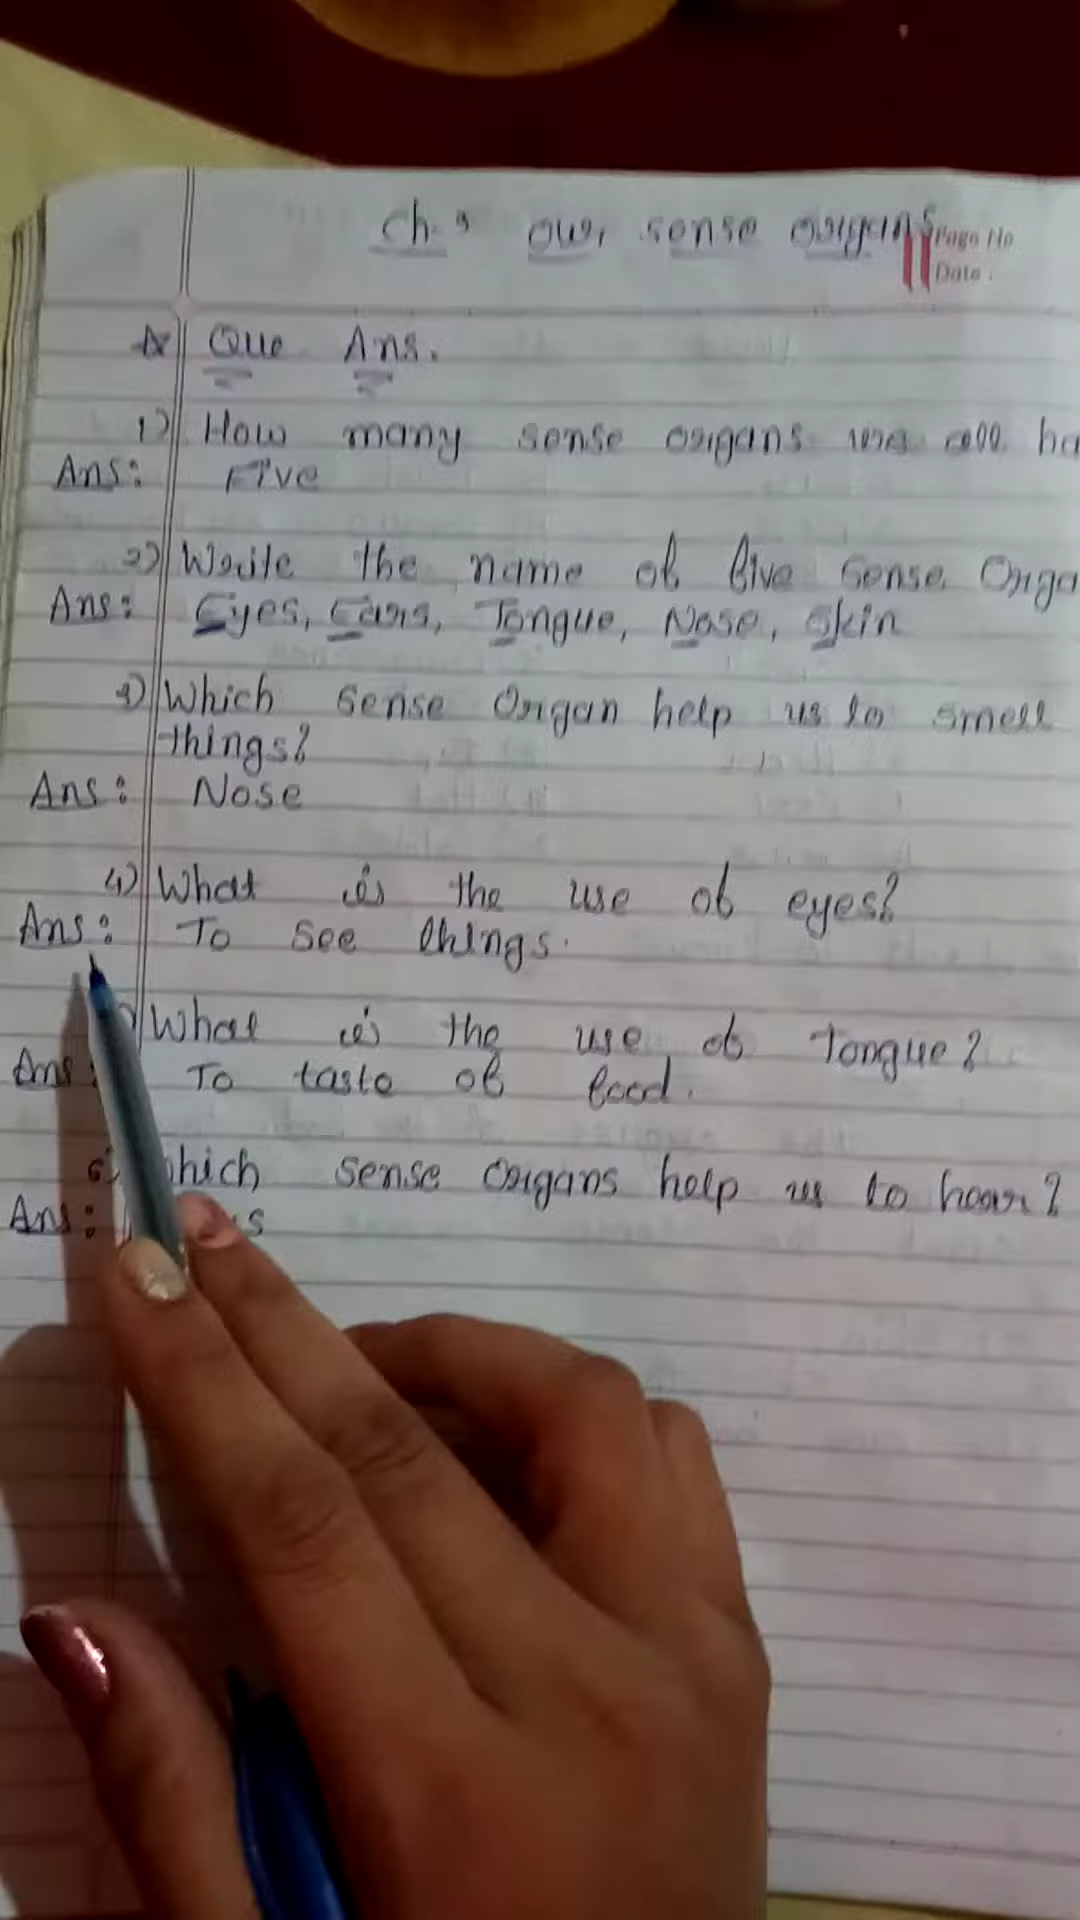 Ch. 3 our sense organs
Page No
Date
Que Ans.
1) How many sense organs we all ha
Ans: Five
2) Write the name of five sense Orga
Ans: Eyes, Ears, Tongue, Nose, Skin
3) Which sense Organ help us to smell
things?
Ans: Nose
4) What is the use of eyes?
Ans: To see things.
What is the use of Tongue?
Ans: To taste of food.
6) hich sense organs help us to hear?
Ans: